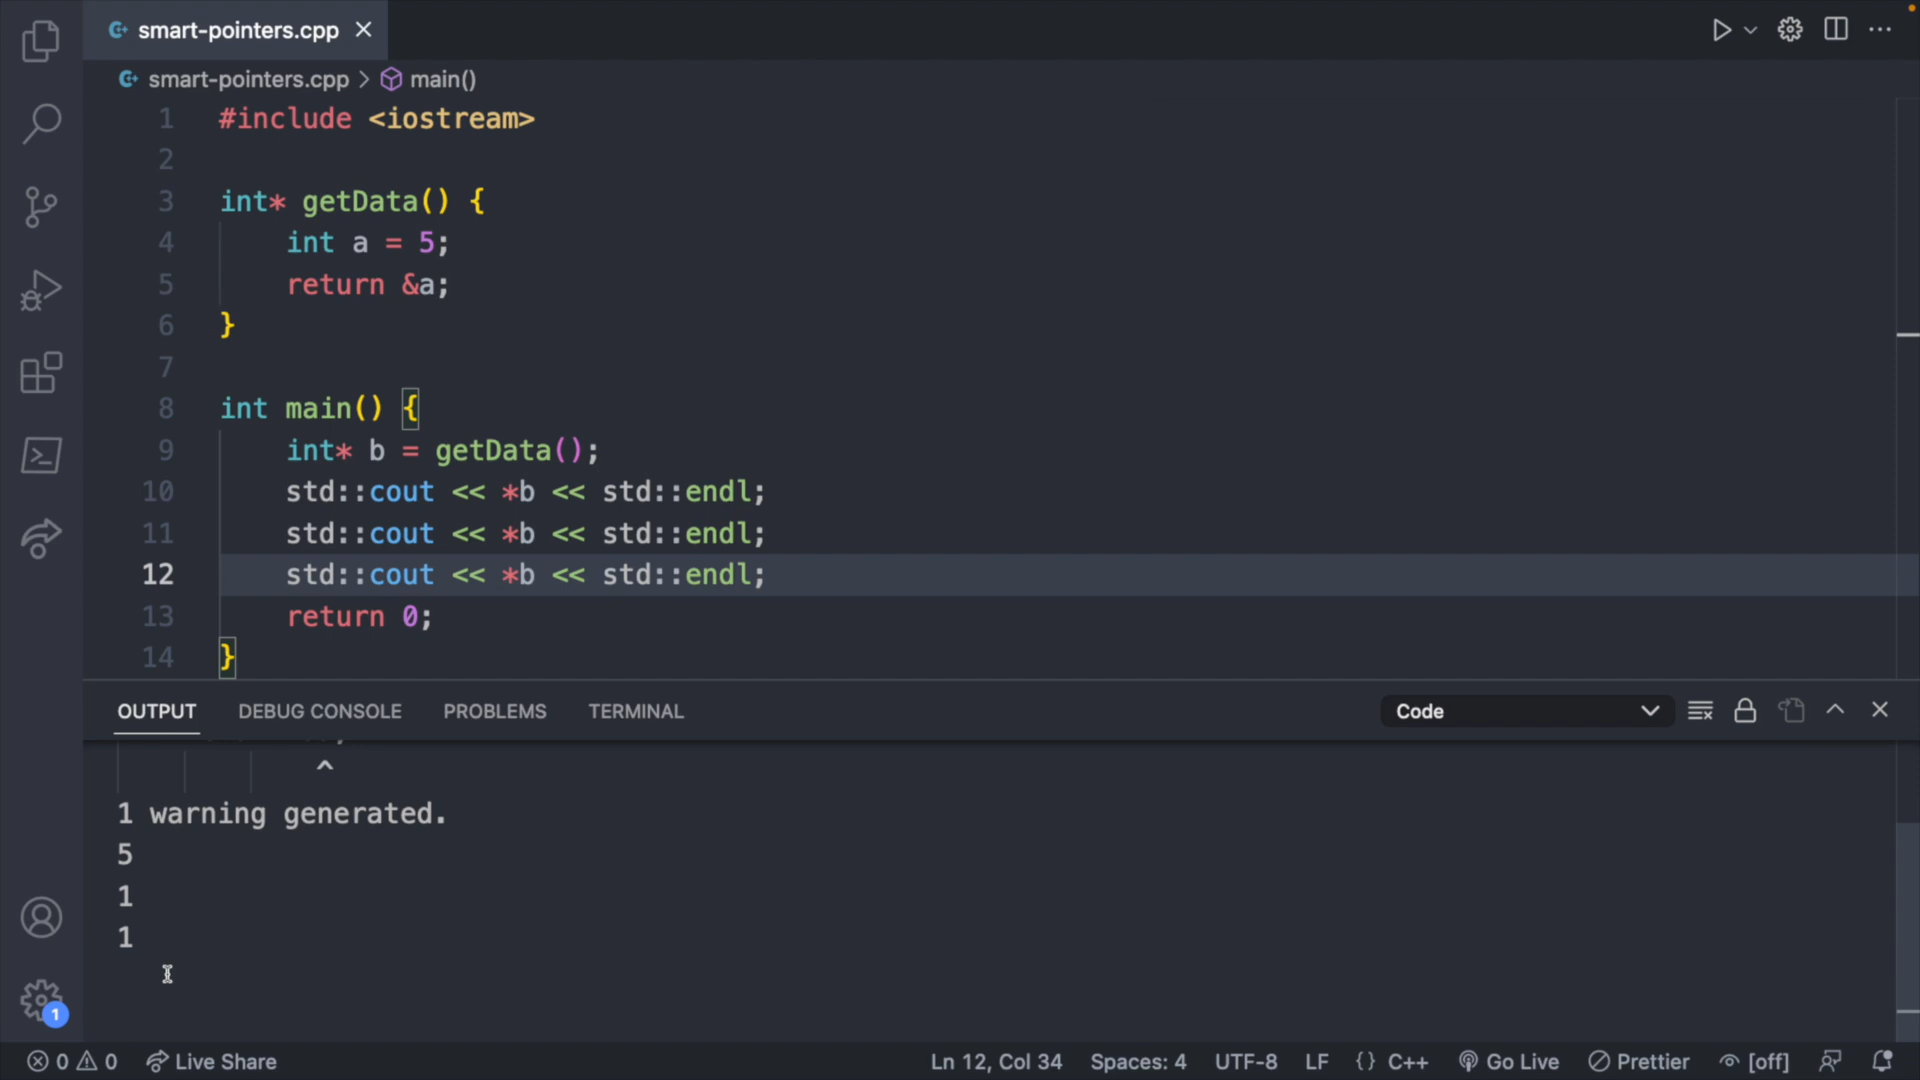 smart-pointers.cpp
smart-pointers.cpp > main()
1 #include <iostream>
2
3 int* getData() {
4 int a = 5;
5 return &a;
6 }
7
8 int main() {
9 int* b = getData();
10 std::cout << *b << std::endl;
11 std::cout << *b << std::endl;
12 std::cout << *b << std::endl;
13 return 0;
14 }
OUTPUT DEBUG CONSOLE PROBLEMS TERMINAL Code
^
1 warning generated.
5
1
1
1
0 0 Live Share Ln 12, Col 34 Spaces: 4 UTF-8 LF {} C++ Go Live Prettier [off]